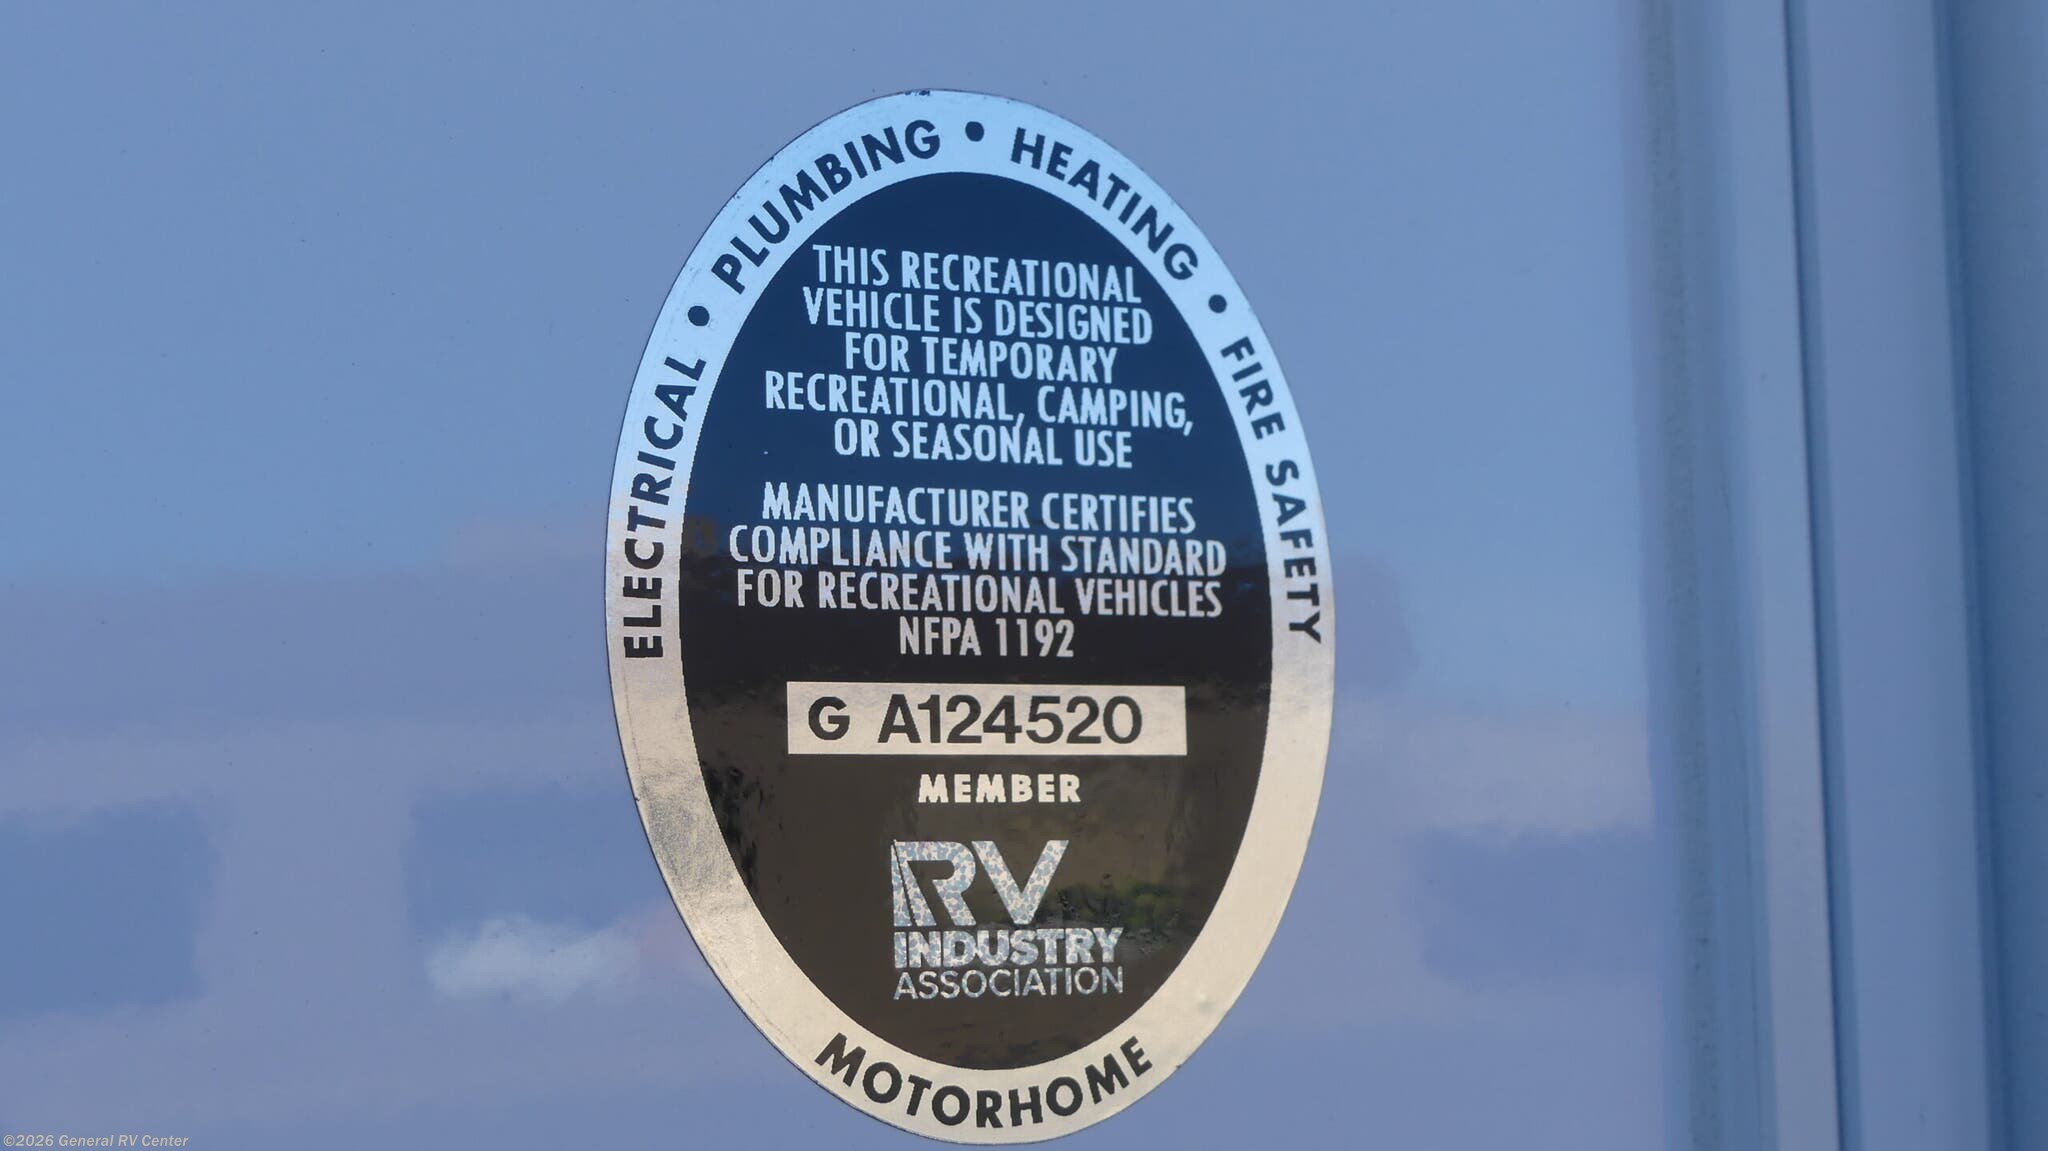 ELECTRICAL • PLUMBING • HEATING • FIRE SAFETY
THIS RECREATIONAL
VEHICLE IS DESIGNED
FOR TEMPORARY
RECREATIONAL, CAMPING,
OR SEASONAL USE
MANUFACTURER CERTIFIES
COMPLIANCE WITH STANDARD
FOR RECREATIONAL VEHICLES
NFPA 1192
G A124520
MEMBER
RV
INDUSTRY
ASSOCIATION
MOTORHOME
©2026 General RV Center